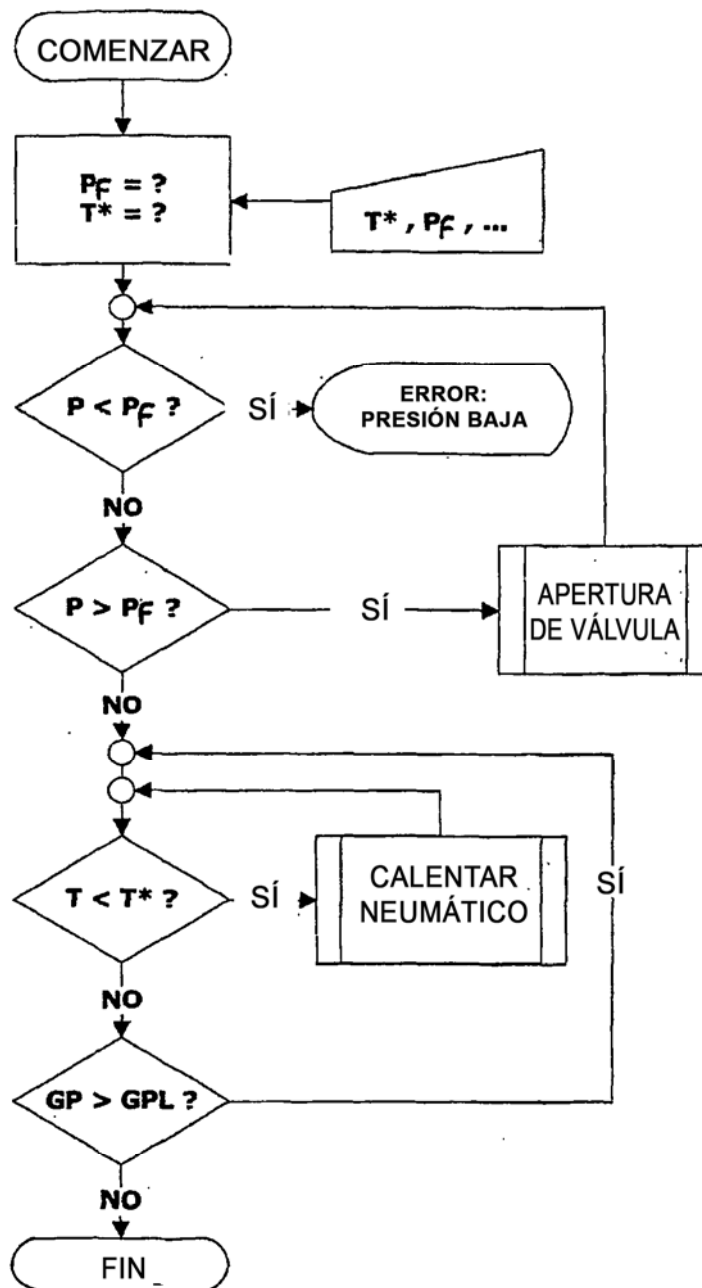 COMENZAR
Pf = ?
T* = ?
T* , Pf , ...
P < Pf ?
SÍ
ERROR:
PRESIÓN BAJA
NO
P > Pf ?
SÍ
APERTURA
DE VÁLVULA
NO
T < T* ?
SÍ
CALENTAR
NEUMÁTICO
SÍ
NO
GP > GPL ?
NO
FIN